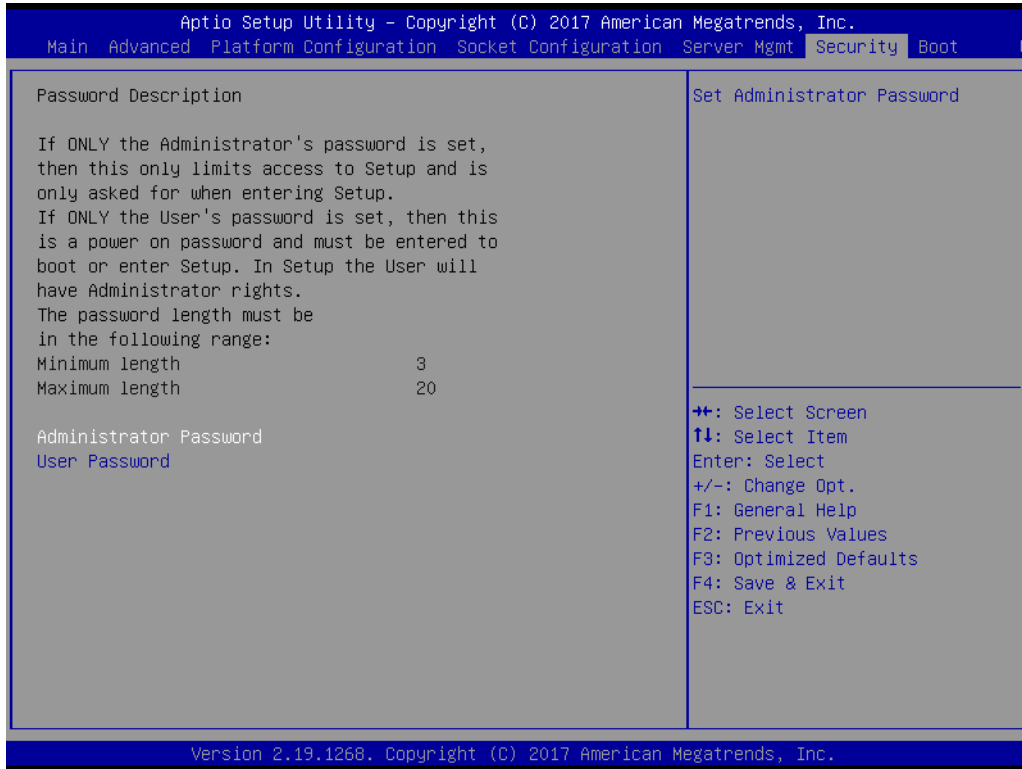 Aptio Setup Utility – Copyright (C) 2017 American Megatrends, Inc.
Main Advanced Platform Configuration Socket Configuration Server Mgmt Security Boot
Password Description
If ONLY the Administrator's password is set,
then this only limits access to Setup and is
only asked for when entering Setup.
If ONLY the User's password is set, then this
is a power on password and must be entered to
boot or enter Setup. In Setup the User will
have Administrator rights.
The password length must be
in the following range:
Minimum length 3
Maximum length 20
Administrator Password
User Password
Set Administrator Password
→←: Select Screen
↑↓: Select Item
Enter: Select
+/-: Change Opt.
F1: General Help
F2: Previous Values
F3: Optimized Defaults
F4: Save & Exit
ESC: Exit
Version 2.19.1268. Copyright (C) 2017 American Megatrends, Inc.